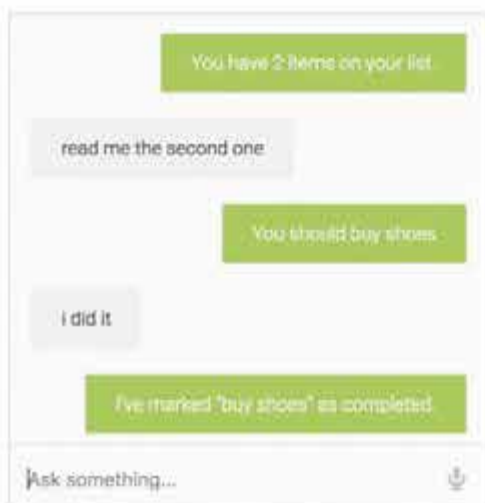 You have 2 items on your list.
read me the second one
You should buy shoes
i did it
I've marked "buy shoes" as completed.
Ask something...